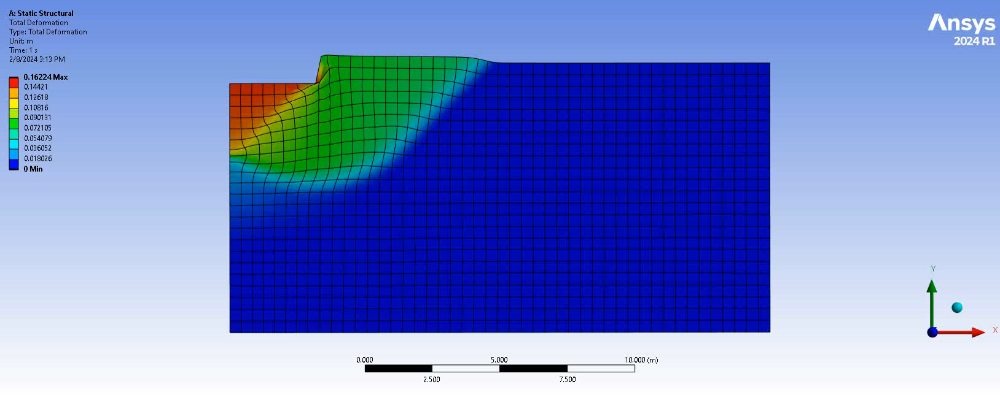 A: Static Structural
Total Deformation
Type: Total Deformation
Unit: m
Time: 1 s
2/8/2024 3:13 PM
0.16224 Max
0.14421
0.12618
0.10816
0.090131
0.072105
0.054079
0.036052
0.018026
0 Min
Ansys
2024 R1
Y
X
0.000
5.000
10.000 (m)
2.500
7.500